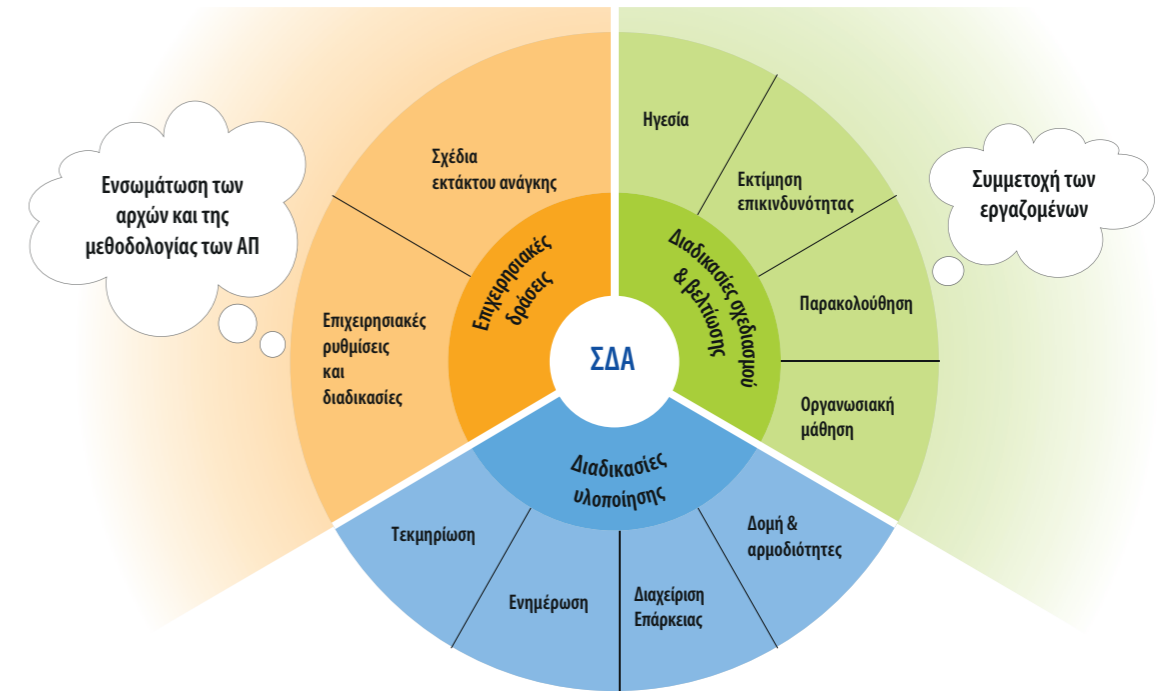 Ενσωμάτωση των
αρχών και της
μεθοδολογίας των ΑΠ
Σχέδια
εκτάκτου ανάγκης
Επιχειρησιακές
ρυθμίσεις
και
διαδικασίες
Επιχειρησιακές
δράσεις
ΣΔΑ
Ηγεσία
Εκτίμηση
επικινδυνότητας
Παρακολούθηση
Οργανωσιακή
μάθηση
Διαδικασίες σχεδιασμού
& βελτίωσης
Συμμετοχή των
εργαζομένων
Διαδικασίες
υλοποίησης
Τεκμηρίωση
Ενημέρωση
Διαχείριση
Επάρκειας
Δομή &
αρμοδιότητες